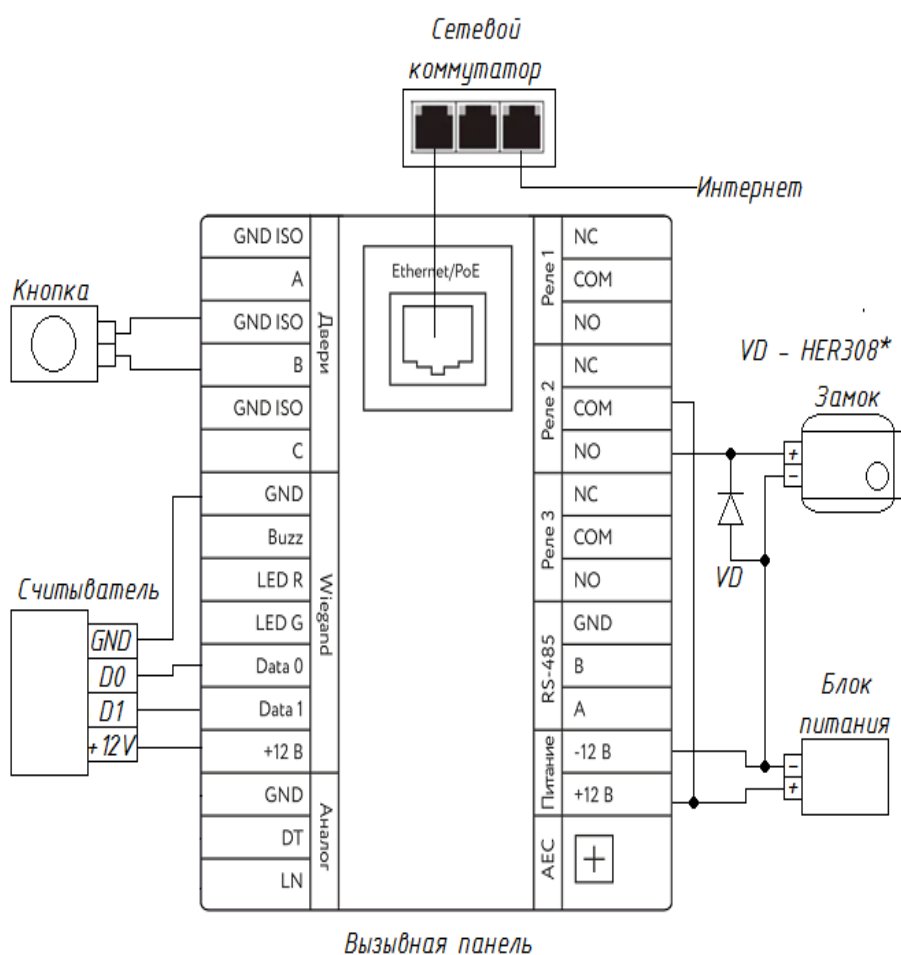 Сетевой
коммутатор
Интернет
Кнопка
GND ISO
A
GND ISO
B
GND ISO
C
Двери
GND
Buzz
LED R
LED G
Data 0
Data 1
+12 В
Wiegand
GND
DT
LN
Аналог
Считыватель
GND
D0
D1
+12V
Ethernet/PoE
Реле 1
NC
COM
NO
Реле 2
NC
COM
NO
Реле 3
NC
COM
NO
RS-485
GND
B
A
Питание
-12 В
+12 В
АЕС
+
VD - HER308*
Замок
+
−
VD
Блок
питания
−
+
Вызывная панель